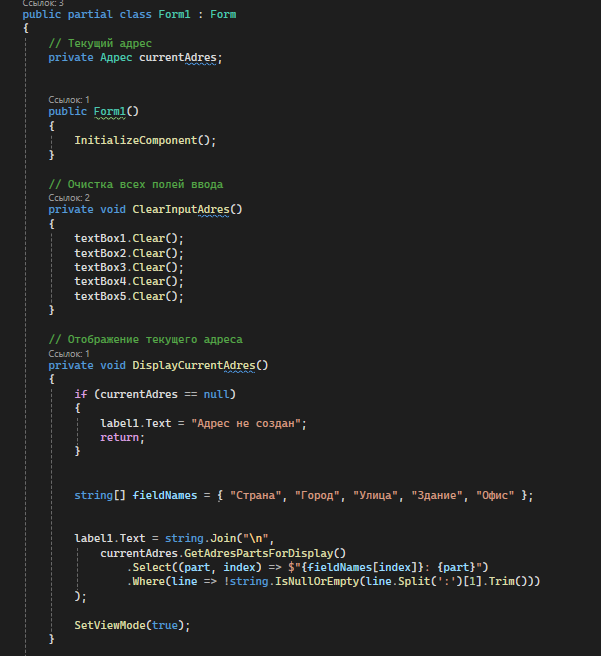 Ссылок: 3
public partial class Form1 : Form
{
// Текущий адрес
private Адрес currentAdres;
Ссылок: 1
public Form1()
{
InitializeComponent();
}
// Очистка всех полей ввода
Ссылок: 2
private void ClearInputAdres()
{
textBox1.Clear();
textBox2.Clear();
textBox3.Clear();
textBox4.Clear();
textBox5.Clear();
}
// Отображение текущего адреса
Ссылок: 1
private void DisplayCurrentAdres()
{
if (currentAdres == null)
{
label1.Text = "Адрес не создан";
return;
}
string[] fieldNames = { "Страна", "Город", "Улица", "Здание", "Офис" };
label1.Text = string.Join("\n",
currentAdres.GetAdresPartsForDisplay()
.Select((part, index) => $"{fieldNames[index]}: {part}")
.Where(line => !string.IsNullOrEmpty(line.Split(':')[1].Trim()))
);
SetViewMode(true);
}